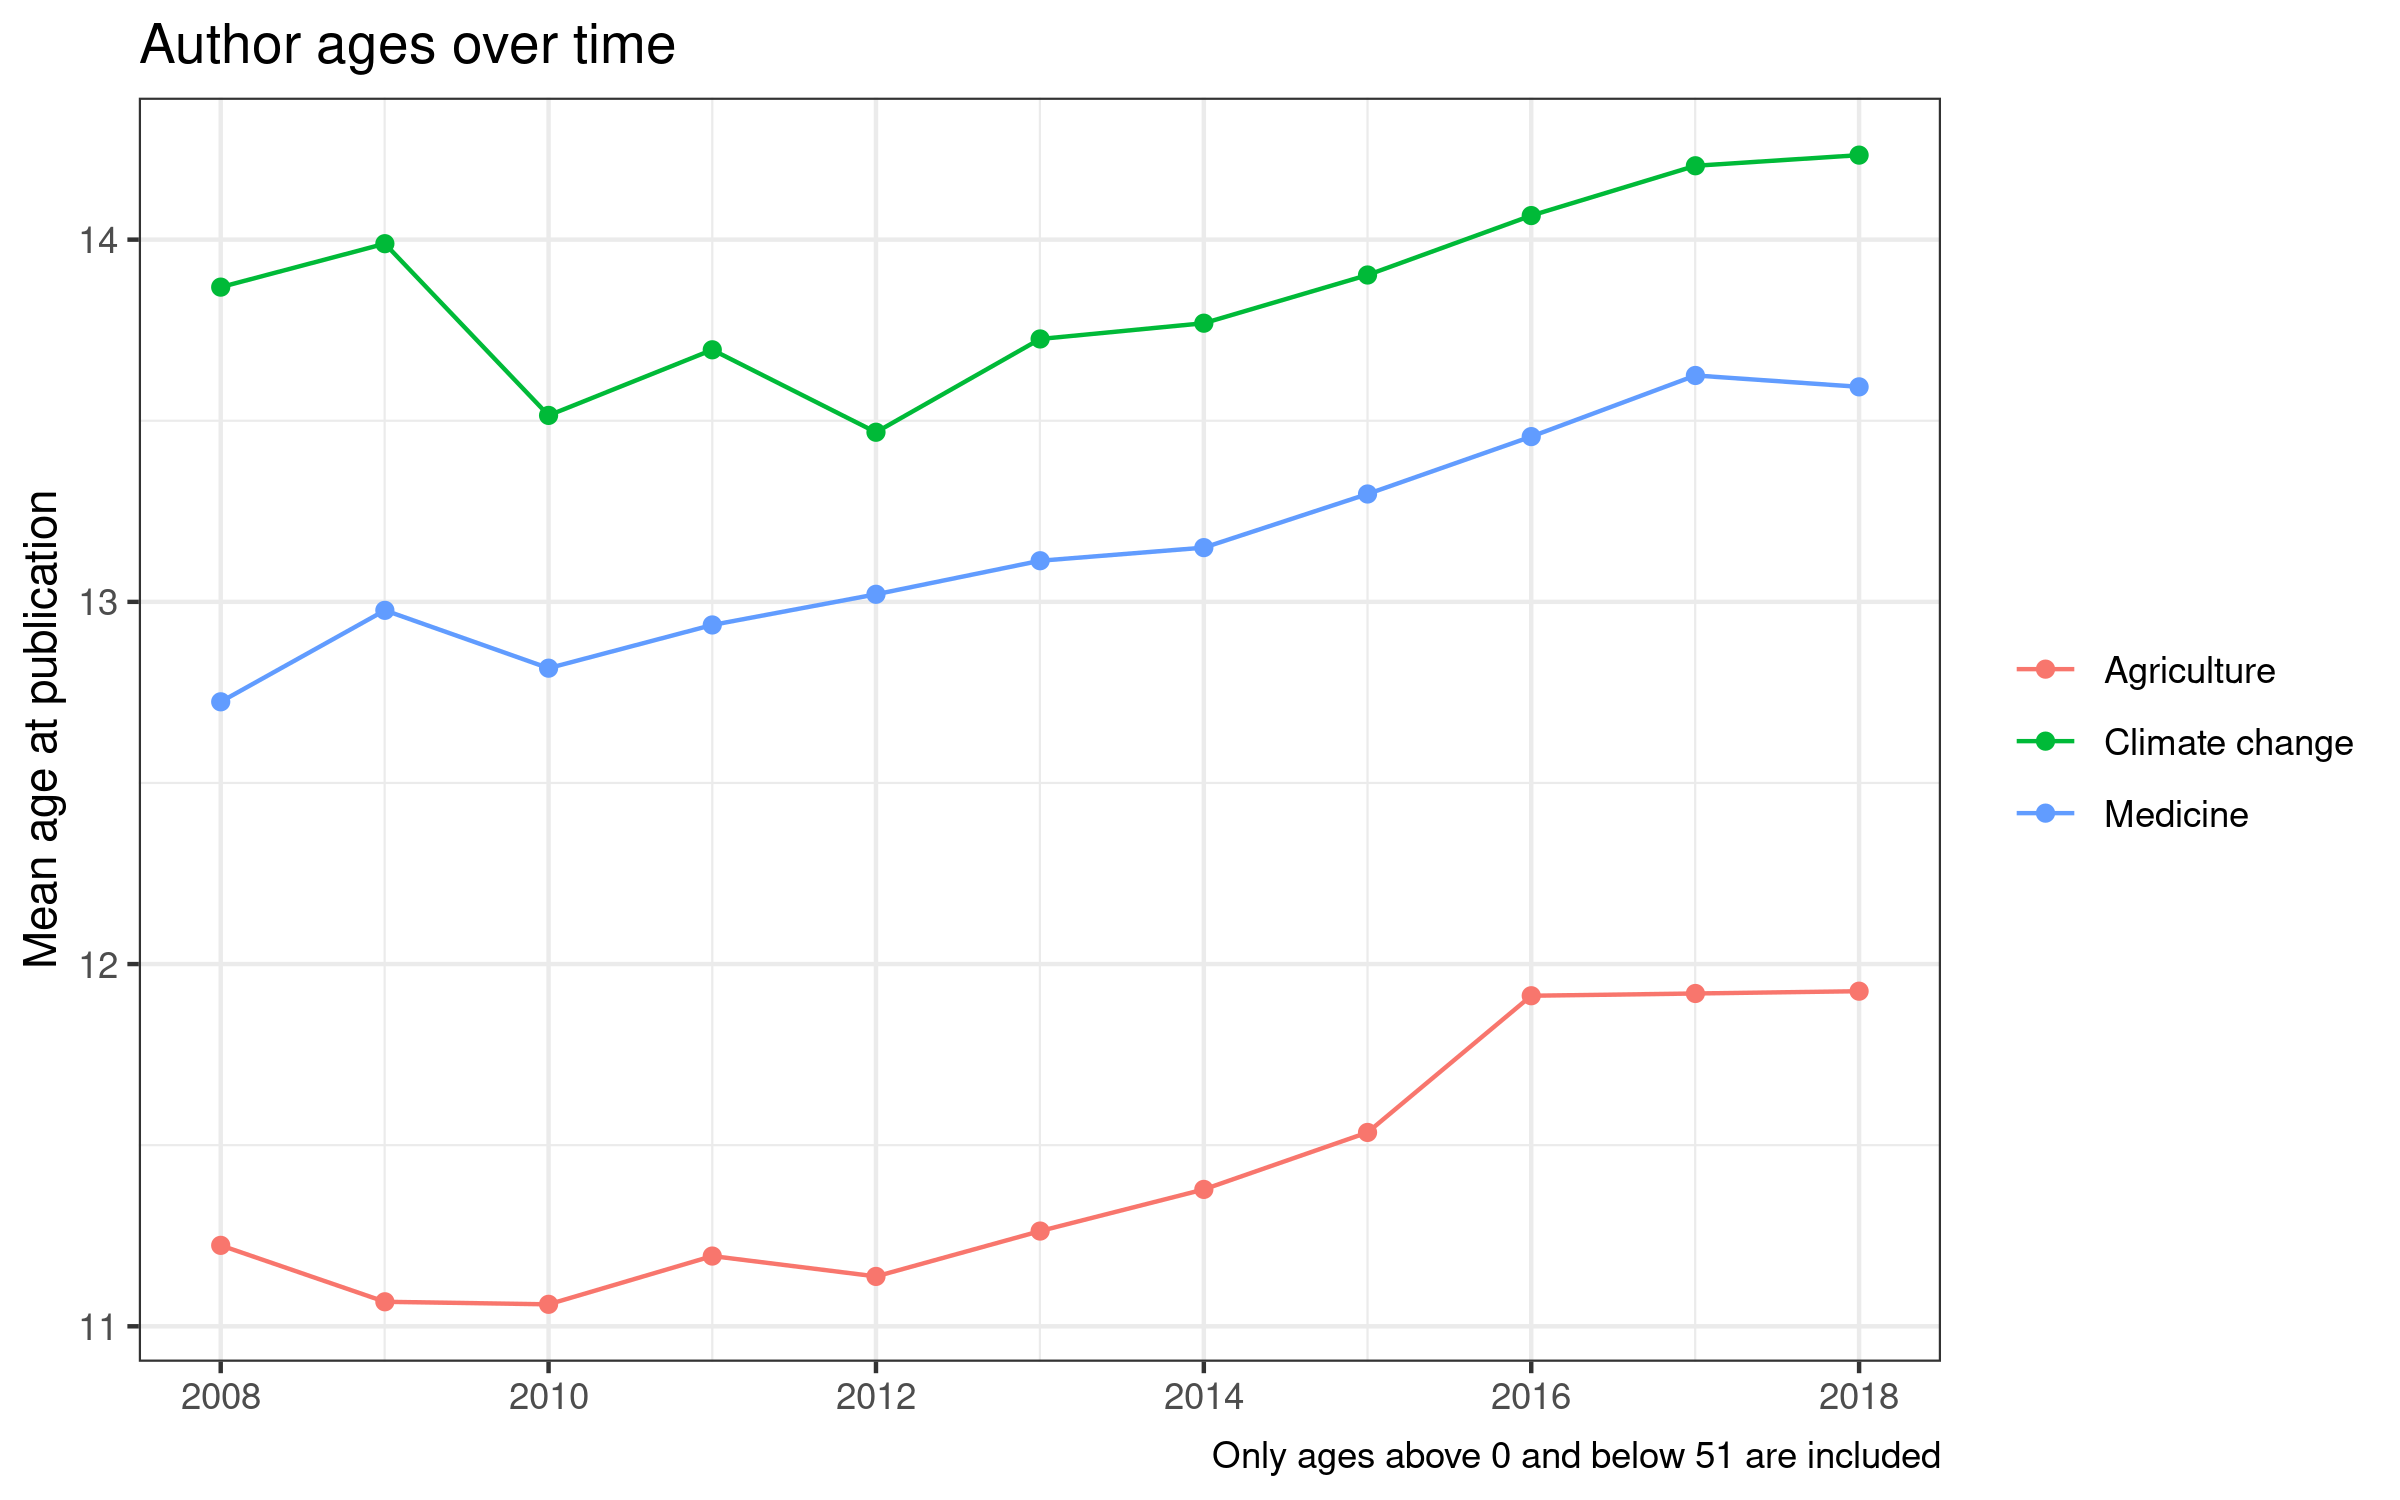 Author ages over time
Mean age at publication
14
13
12
11
2008 2010 2012 2014 2016 2018
Agriculture
Climate change
Medicine
Only ages above 0 and below 51 are included